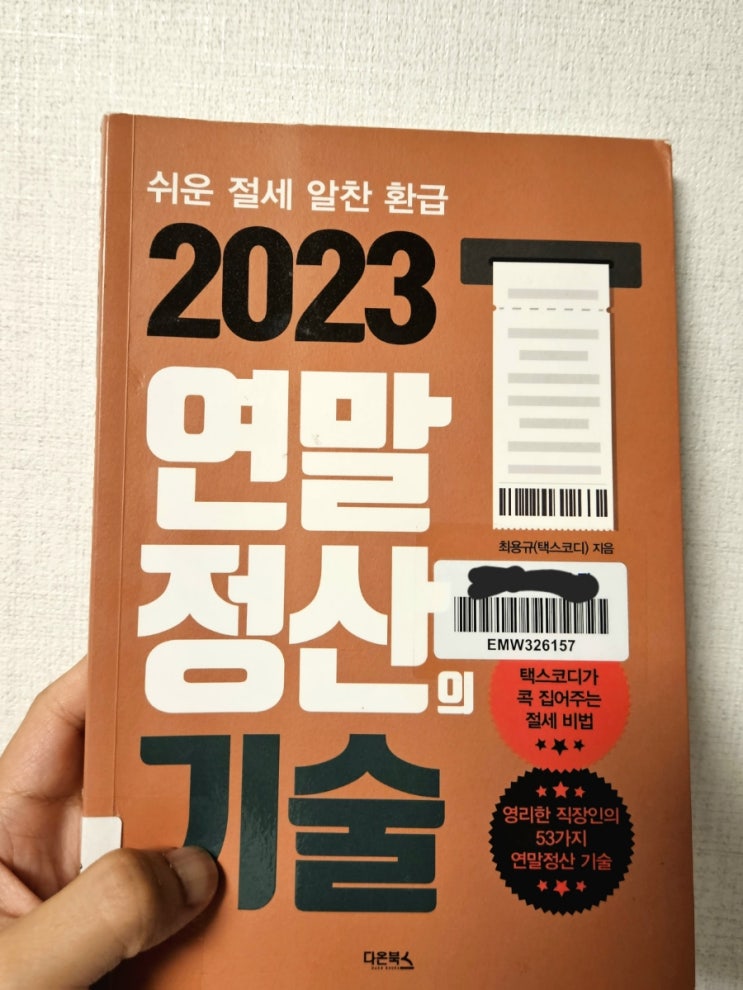 쉬운 절세 알찬 환급
2023
연말
정산의
기술
최용규(택스코디) 지음
EMW326157
택스코디가
콕 집어주는
절세 비법
영리한 직장인의
53가지
연말정산 기술
다온북스